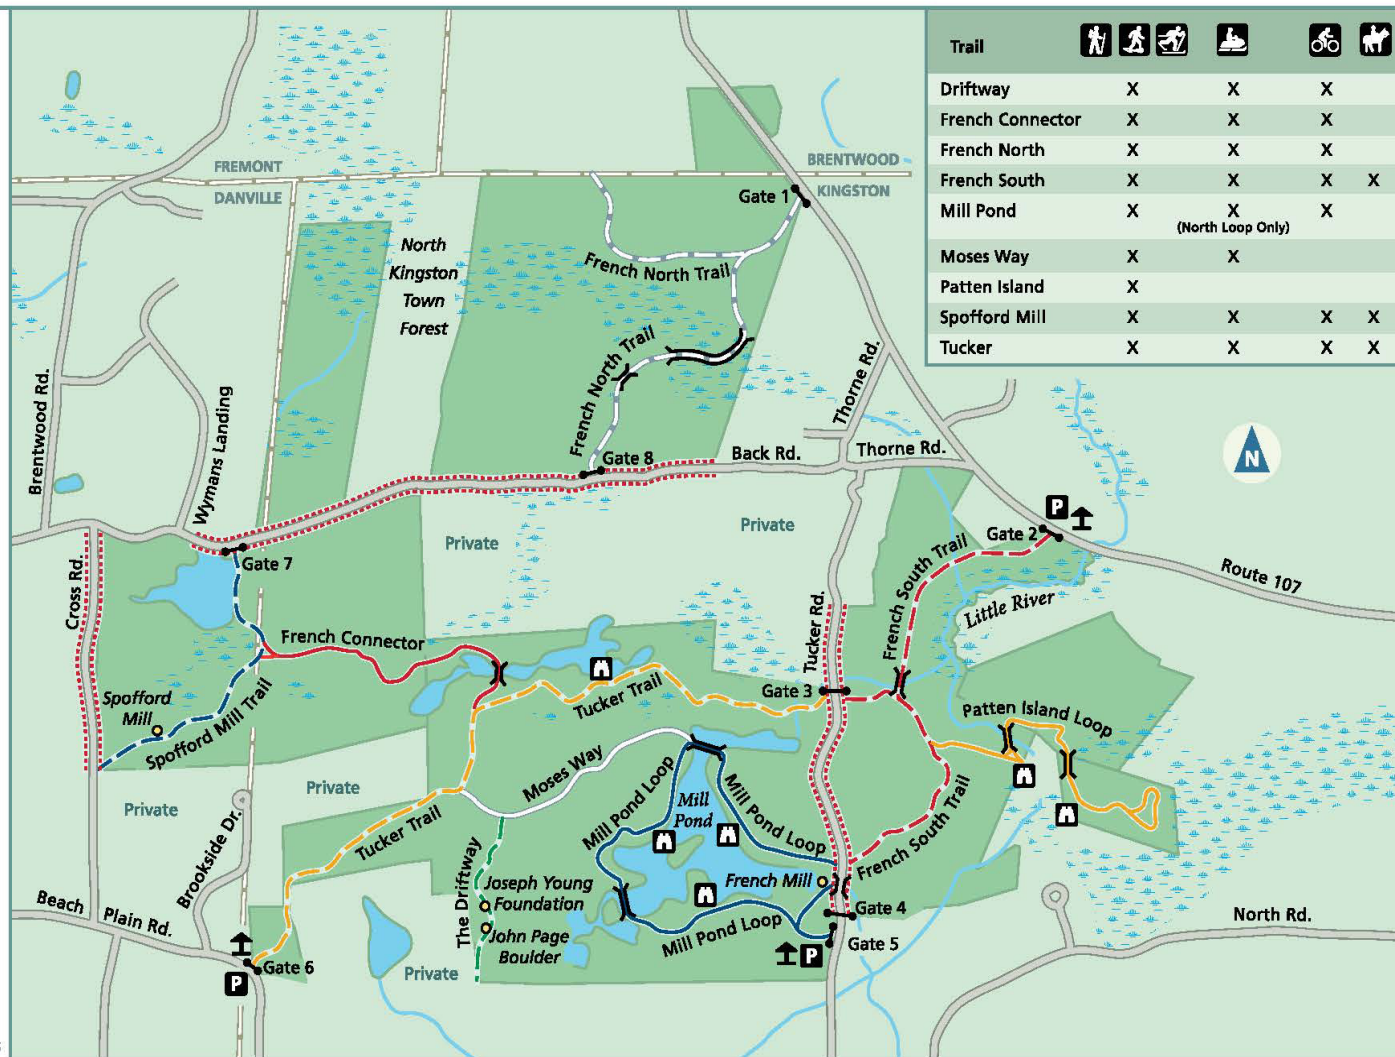 Trail
Driftway X X X
French Connector X X X
French North X X X
French South X X X X
Mill Pond X X X
(North Loop Only)
Moses Way X X
Patten Island X
Spofford Mill X X X X
Tucker X X X X
FREMONT
DANVILLE
BRENTWOOD
KINGSTON
Gate 1
North
Kingston
Town
Forest
French North Trail
French North Trail
Thorne Rd.
Brentwood Rd.
Wymans Landing
Gate 8
Back Rd.
Thorne Rd.
N
P
Gate 2
Private
Private
Gate 7
Cross Rd.
French South Trail
Route 107
Little River
Tucker Rd.
French Connector
Gate 3
Tucker Trail
Spofford
Mill
Spofford Mill Trail
Patten Island Loop
Moses Way
Private
Private
Mill Pond Loop
Mill
Pond
Mill Pond Loop
French South Trail
Tucker Trail
Brookside Dr.
The Driftway
Joseph Young
Foundation
French Mill
John Page
Boulder
Beach Plain Rd.
Gate 4
North Rd.
Mill Pond Loop
Gate 5
P
Gate 6
P
Private